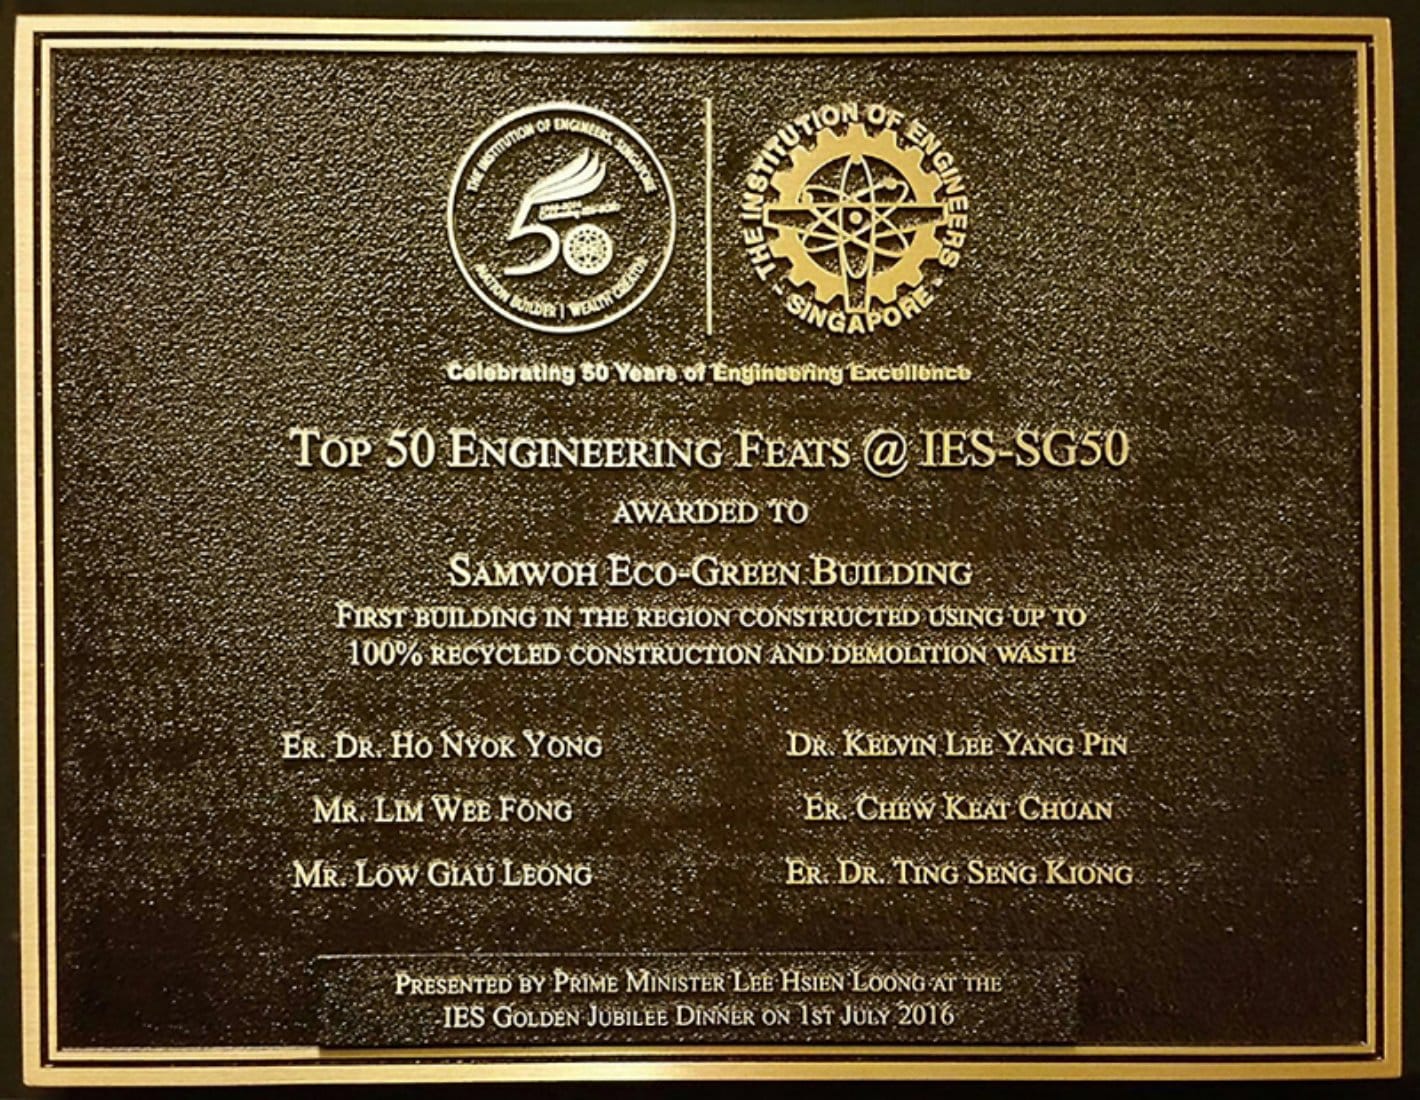 THE INSTITUTION OF ENGINEERS, SINGAPORE
50
NATION BUILDER | WEALTH CREATOR
THE INSTITUTION OF ENGINEERS
- SINGAPORE -
Celebrating 50 Years of Engineering Excellence
TOP 50 ENGINEERING FEATS @ IES-SG50
AWARDED TO
SAMWOH ECO-GREEN BUILDING
FIRST BUILDING IN THE REGION CONSTRUCTED USING UP TO
100% RECYCLED CONSTRUCTION AND DEMOLITION WASTE
ER. DR. HO NYOK YONG
DR. KELVIN LEE YANG PIN
MR. LIM WEE FONG
ER. CHEW KEAT CHUAN
MR. LOW GIAU LEONG
ER. DR. TING SENG KIONG
PRESENTED BY PRIME MINISTER LEE HSIEN LOONG AT THE
IES GOLDEN JUBILEE DINNER ON 1ST JULY 2016